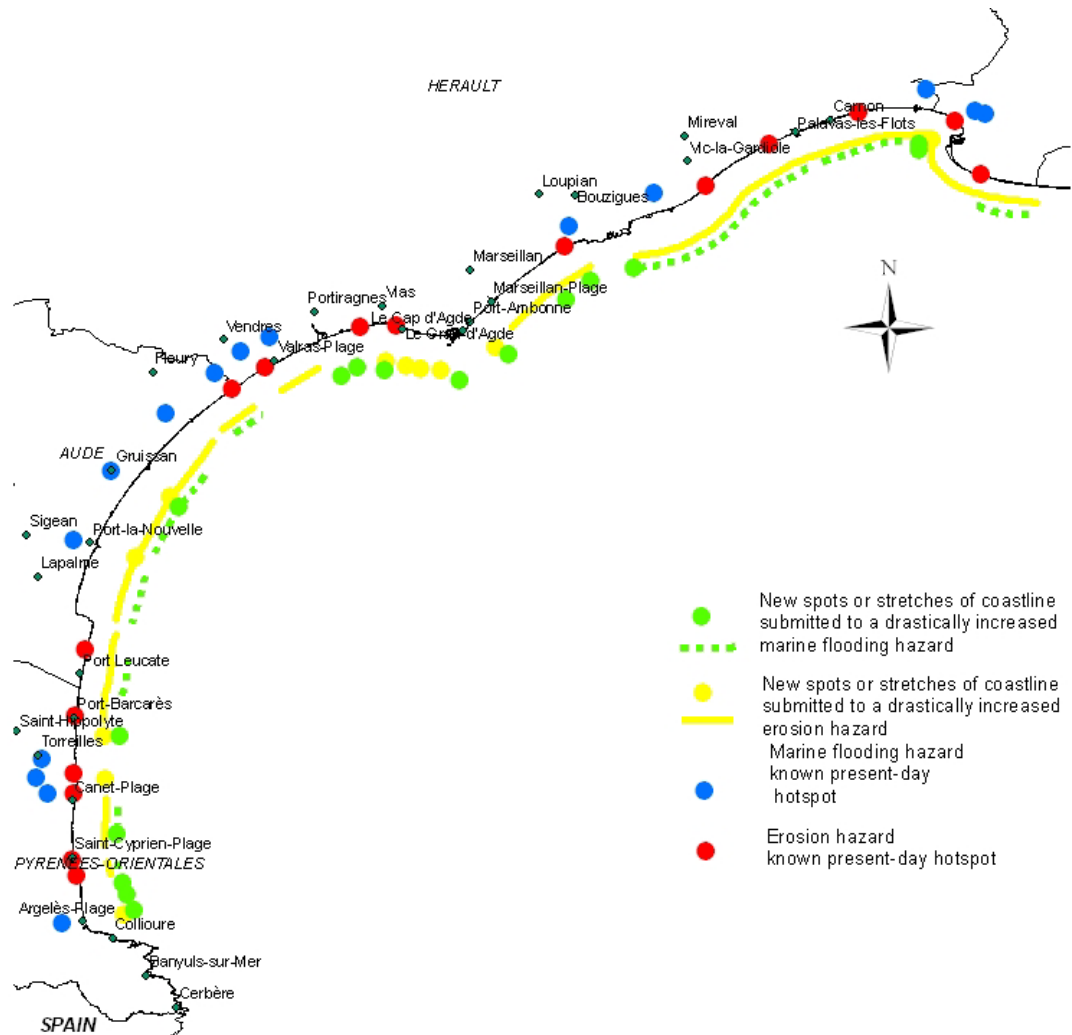 HERAULT
Carnon
Palavas-les-Flots
Mireval
Vic-la-Gardiole
Loupian
Bouzigues
N
Marseillan
Marseillan-Plage
Port-Ambonne
Vias
Portiragnes
Le Cap d'Agde
Vendres
Valras-Plage
Fleury
AUDE
Gruissan
Sigean
Port-la-Nouvelle
Lapalme
New spots or stretches of coastline
submitted to a drastically increased
marine flooding hazard
Port Leucate
New spots or stretches of coastline
submitted to a drastically increased
erosion hazard
Port-Barcarès
Saint-Hippolyte
Torreilles
Marine flooding hazard
known present-day
hotspot
Canet-Plage
Erosion hazard
known present-day hotspot
Saint-Cyprien-Plage
PYRENEES-ORIENTALES
Argelès-Plage
Collioure
Banyuls-sur-Mer
Cerbère
SPAIN